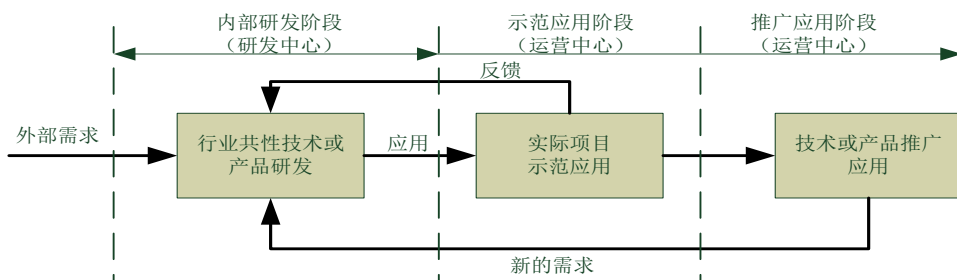 内部研发阶段
（研发中心）
示范应用阶段
（运营中心）
推广应用阶段
（运营中心）
反馈
外部需求
行业共性技术或
产品研发
应用
实际项目
示范应用
技术或产品推广
应用
新的需求